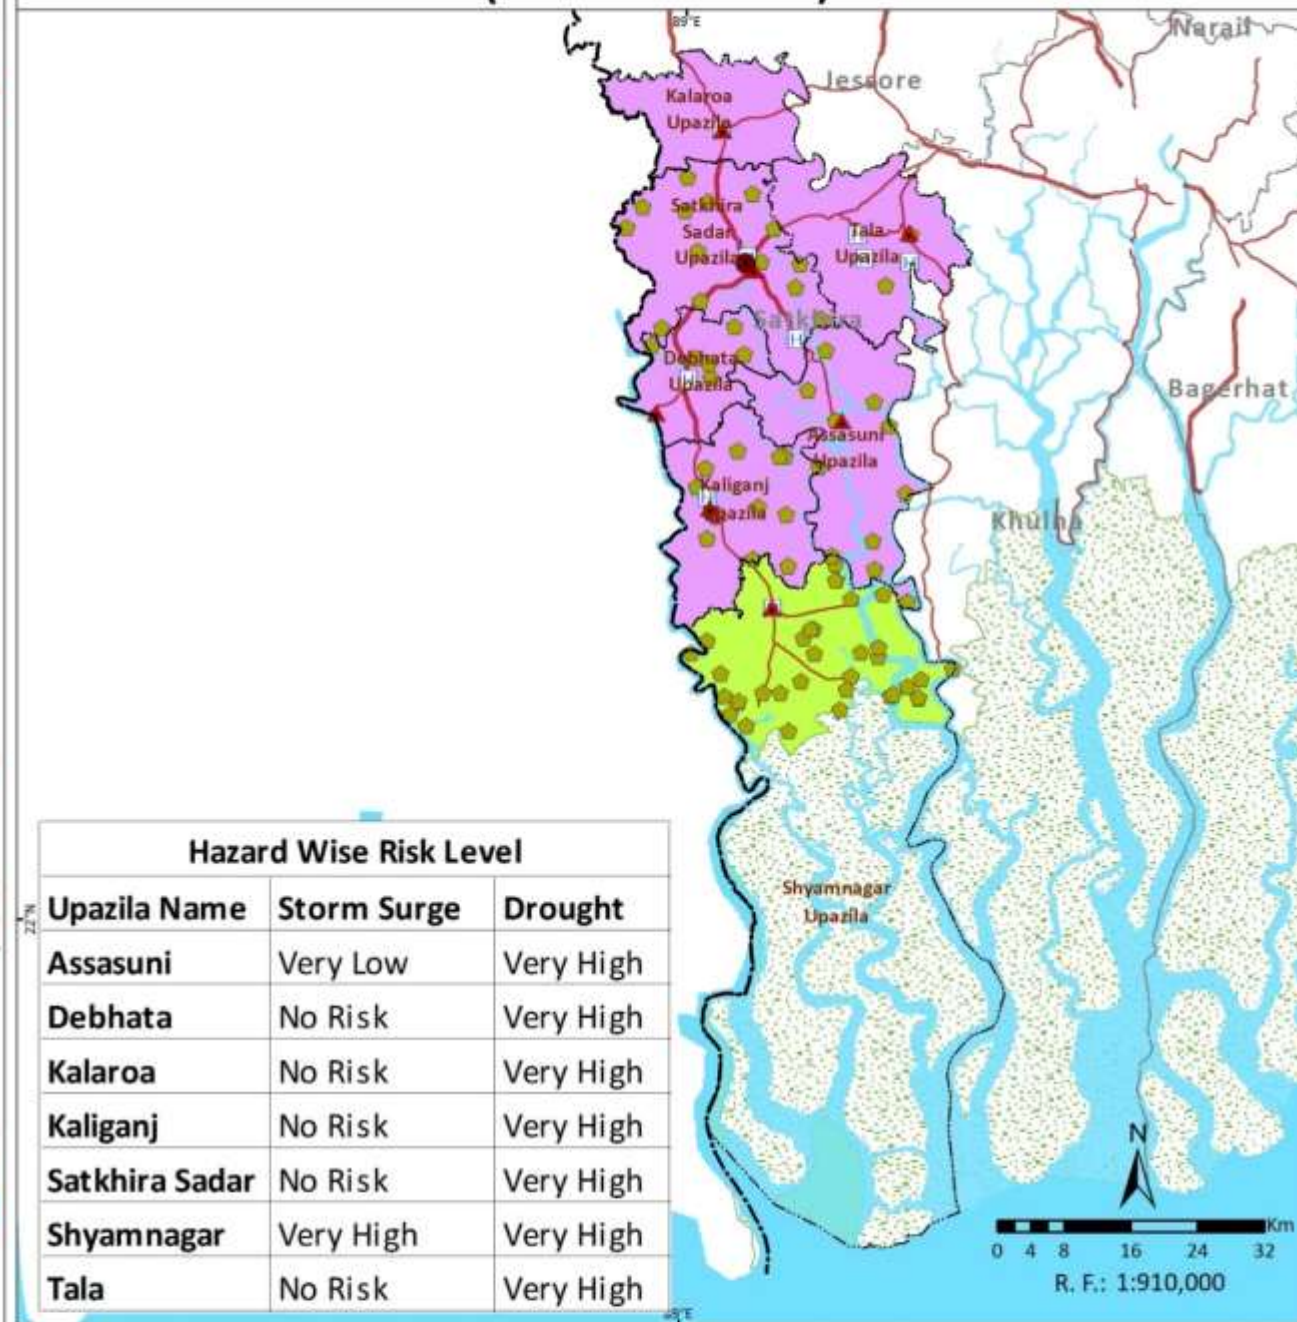 89°E
Narail
Jessore
Kalaroa
Upazila
Satkhira
Sadar
Upazila
Tala
Upazila
H
H
H
Satkhira
H
Debhata
Upazila
H
Bagerhat
Assasuni
Upazila
Kaliganj
Upazila
H
Khulna
Shyamnagar
Upazila
22°N
Hazard Wise Risk Level
Upazila Name Storm Surge Drought
Assasuni Very Low Very High
Debhata No Risk Very High
Kalaroa No Risk Very High
Kaliganj No Risk Very High
Satkhira Sadar No Risk Very High
Shyamnagar Very High Very High
Tala No Risk Very High
N
Km
0 4 8 16 24 32
R. F.: 1:910,000
89°E